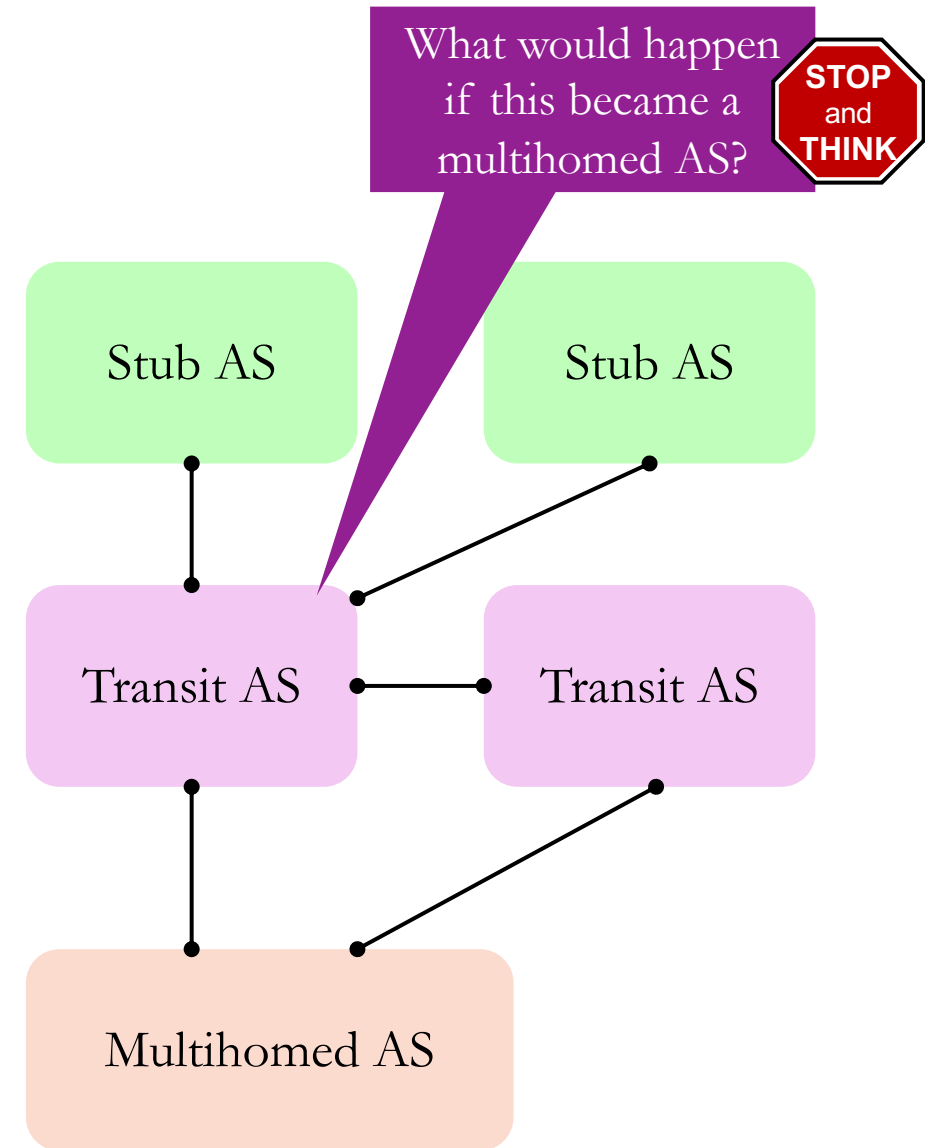 What would happen
if this became a
multihomed AS?
STOP
and
THINK
Stub AS
Stub AS
Transit AS
Transit AS
Multihomed AS